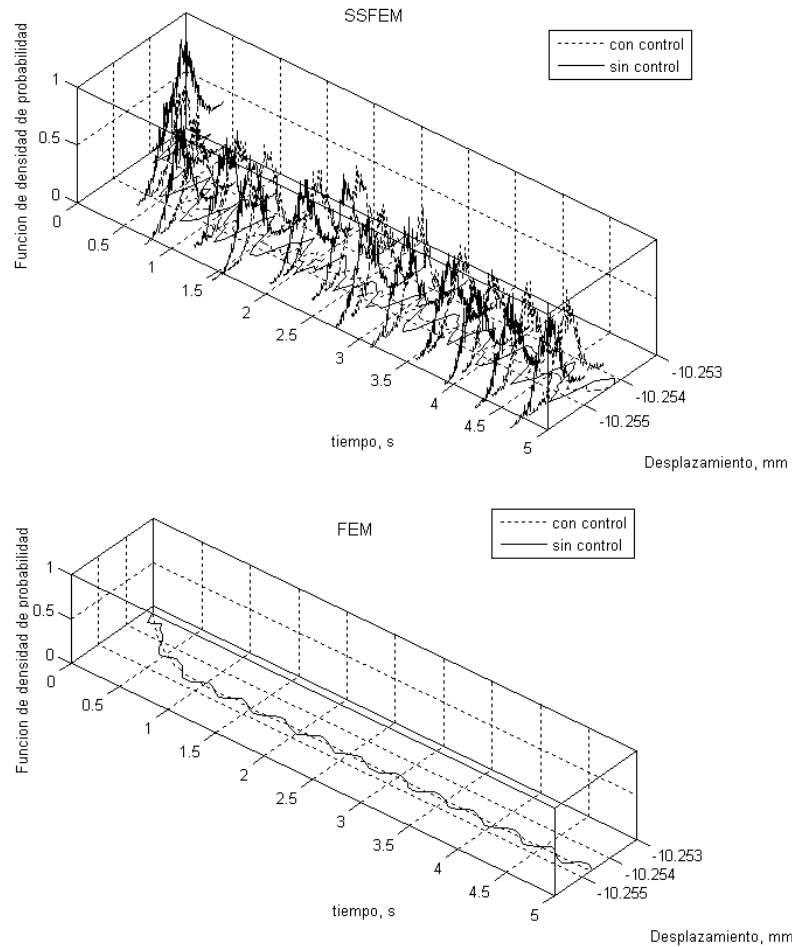 SSFEM
con control
sin control
Funcion de densidad de probabilidad
1
0.5
0
0
0.5
1
1.5
2
2.5
3
3.5
4
4.5
5
-10.253
-10.254
-10.255
tiempo, s
Desplazamiento, mm
FEM
con control
sin control
Funcion de densidad de probabilidad
1
0.5
0
0
0.5
1
1.5
2
2.5
3
3.5
4
4.5
5
-10.253
-10.254
-10.255
tiempo, s
Desplazamiento, mm